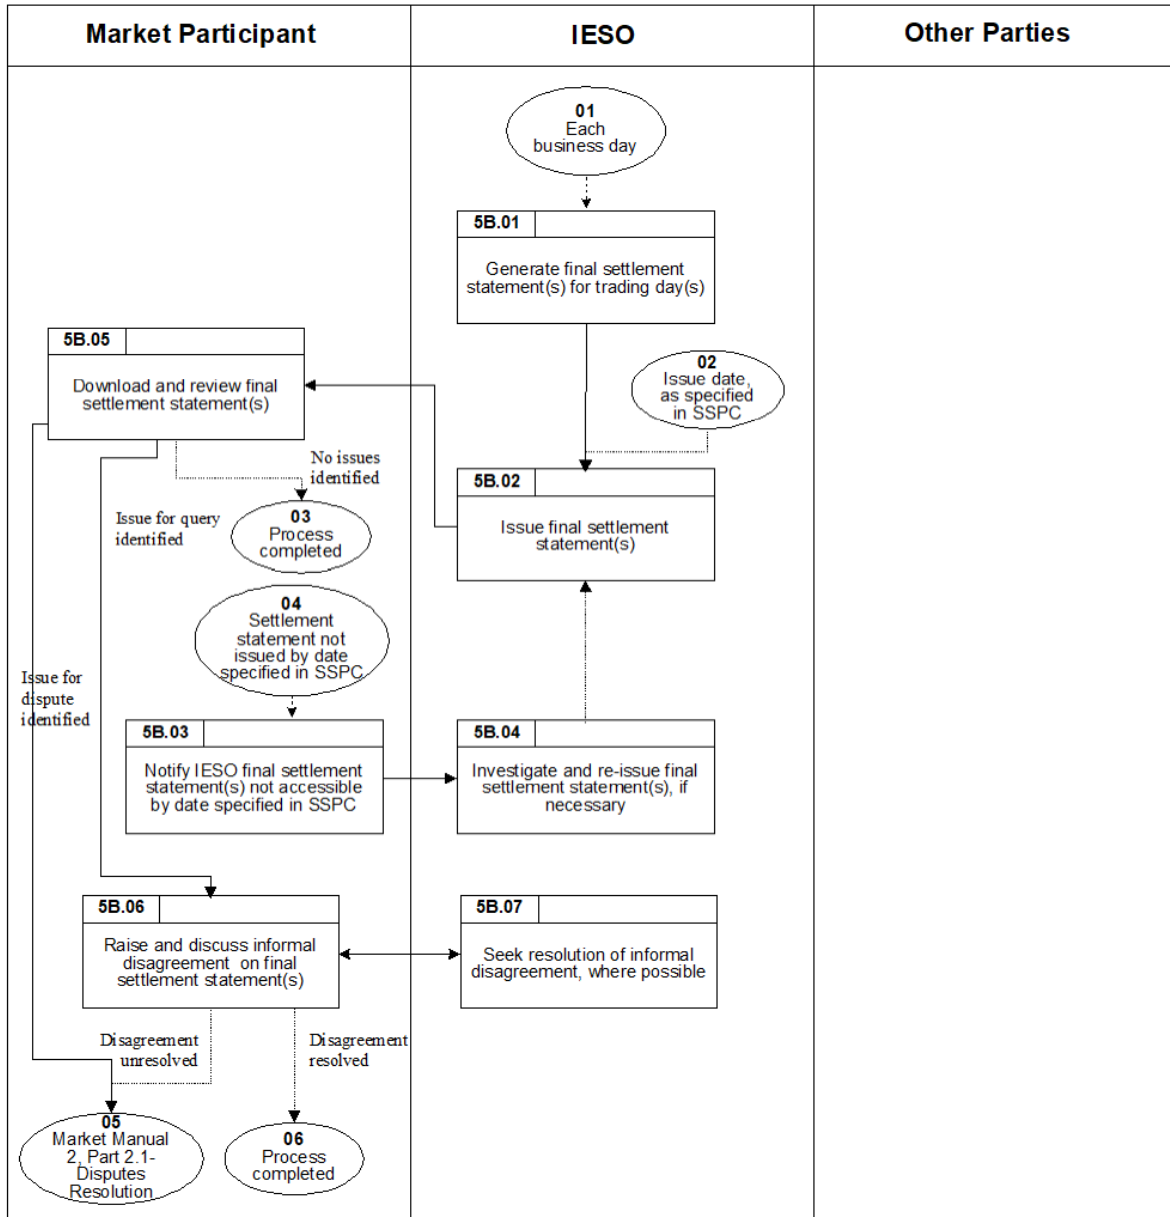 Market Participant
IESO
Other Parties
01
Each
business day
5B.01
Generate final settlement
statement(s) for trading day(s)
5B.05
Download and review final
settlement statement(s)
02
Issue date,
as specified
in SSPC
No issues
identified
5B.02
Issue final settlement
statement(s)
Issue for query
identified
03
Process
completed
04
Settlement
statement not
issued by date
specified in SSPC
Issue for
dispute
identified
5B.03
Notify IESO final settlement
statement(s) not accessible
by date specified in SSPC
5B.04
Investigate and re-issue final
settlement statement(s), if
necessary
5B.06
Raise and discuss informal
disagreement on final
settlement statement(s)
5B.07
Seek resolution of informal
disagreement, where possible
Disagreement
unresolved
Disagreement
resolved
05
Market Manual
2, Part 2.1-
Disputes
Resolution
06
Process
completed